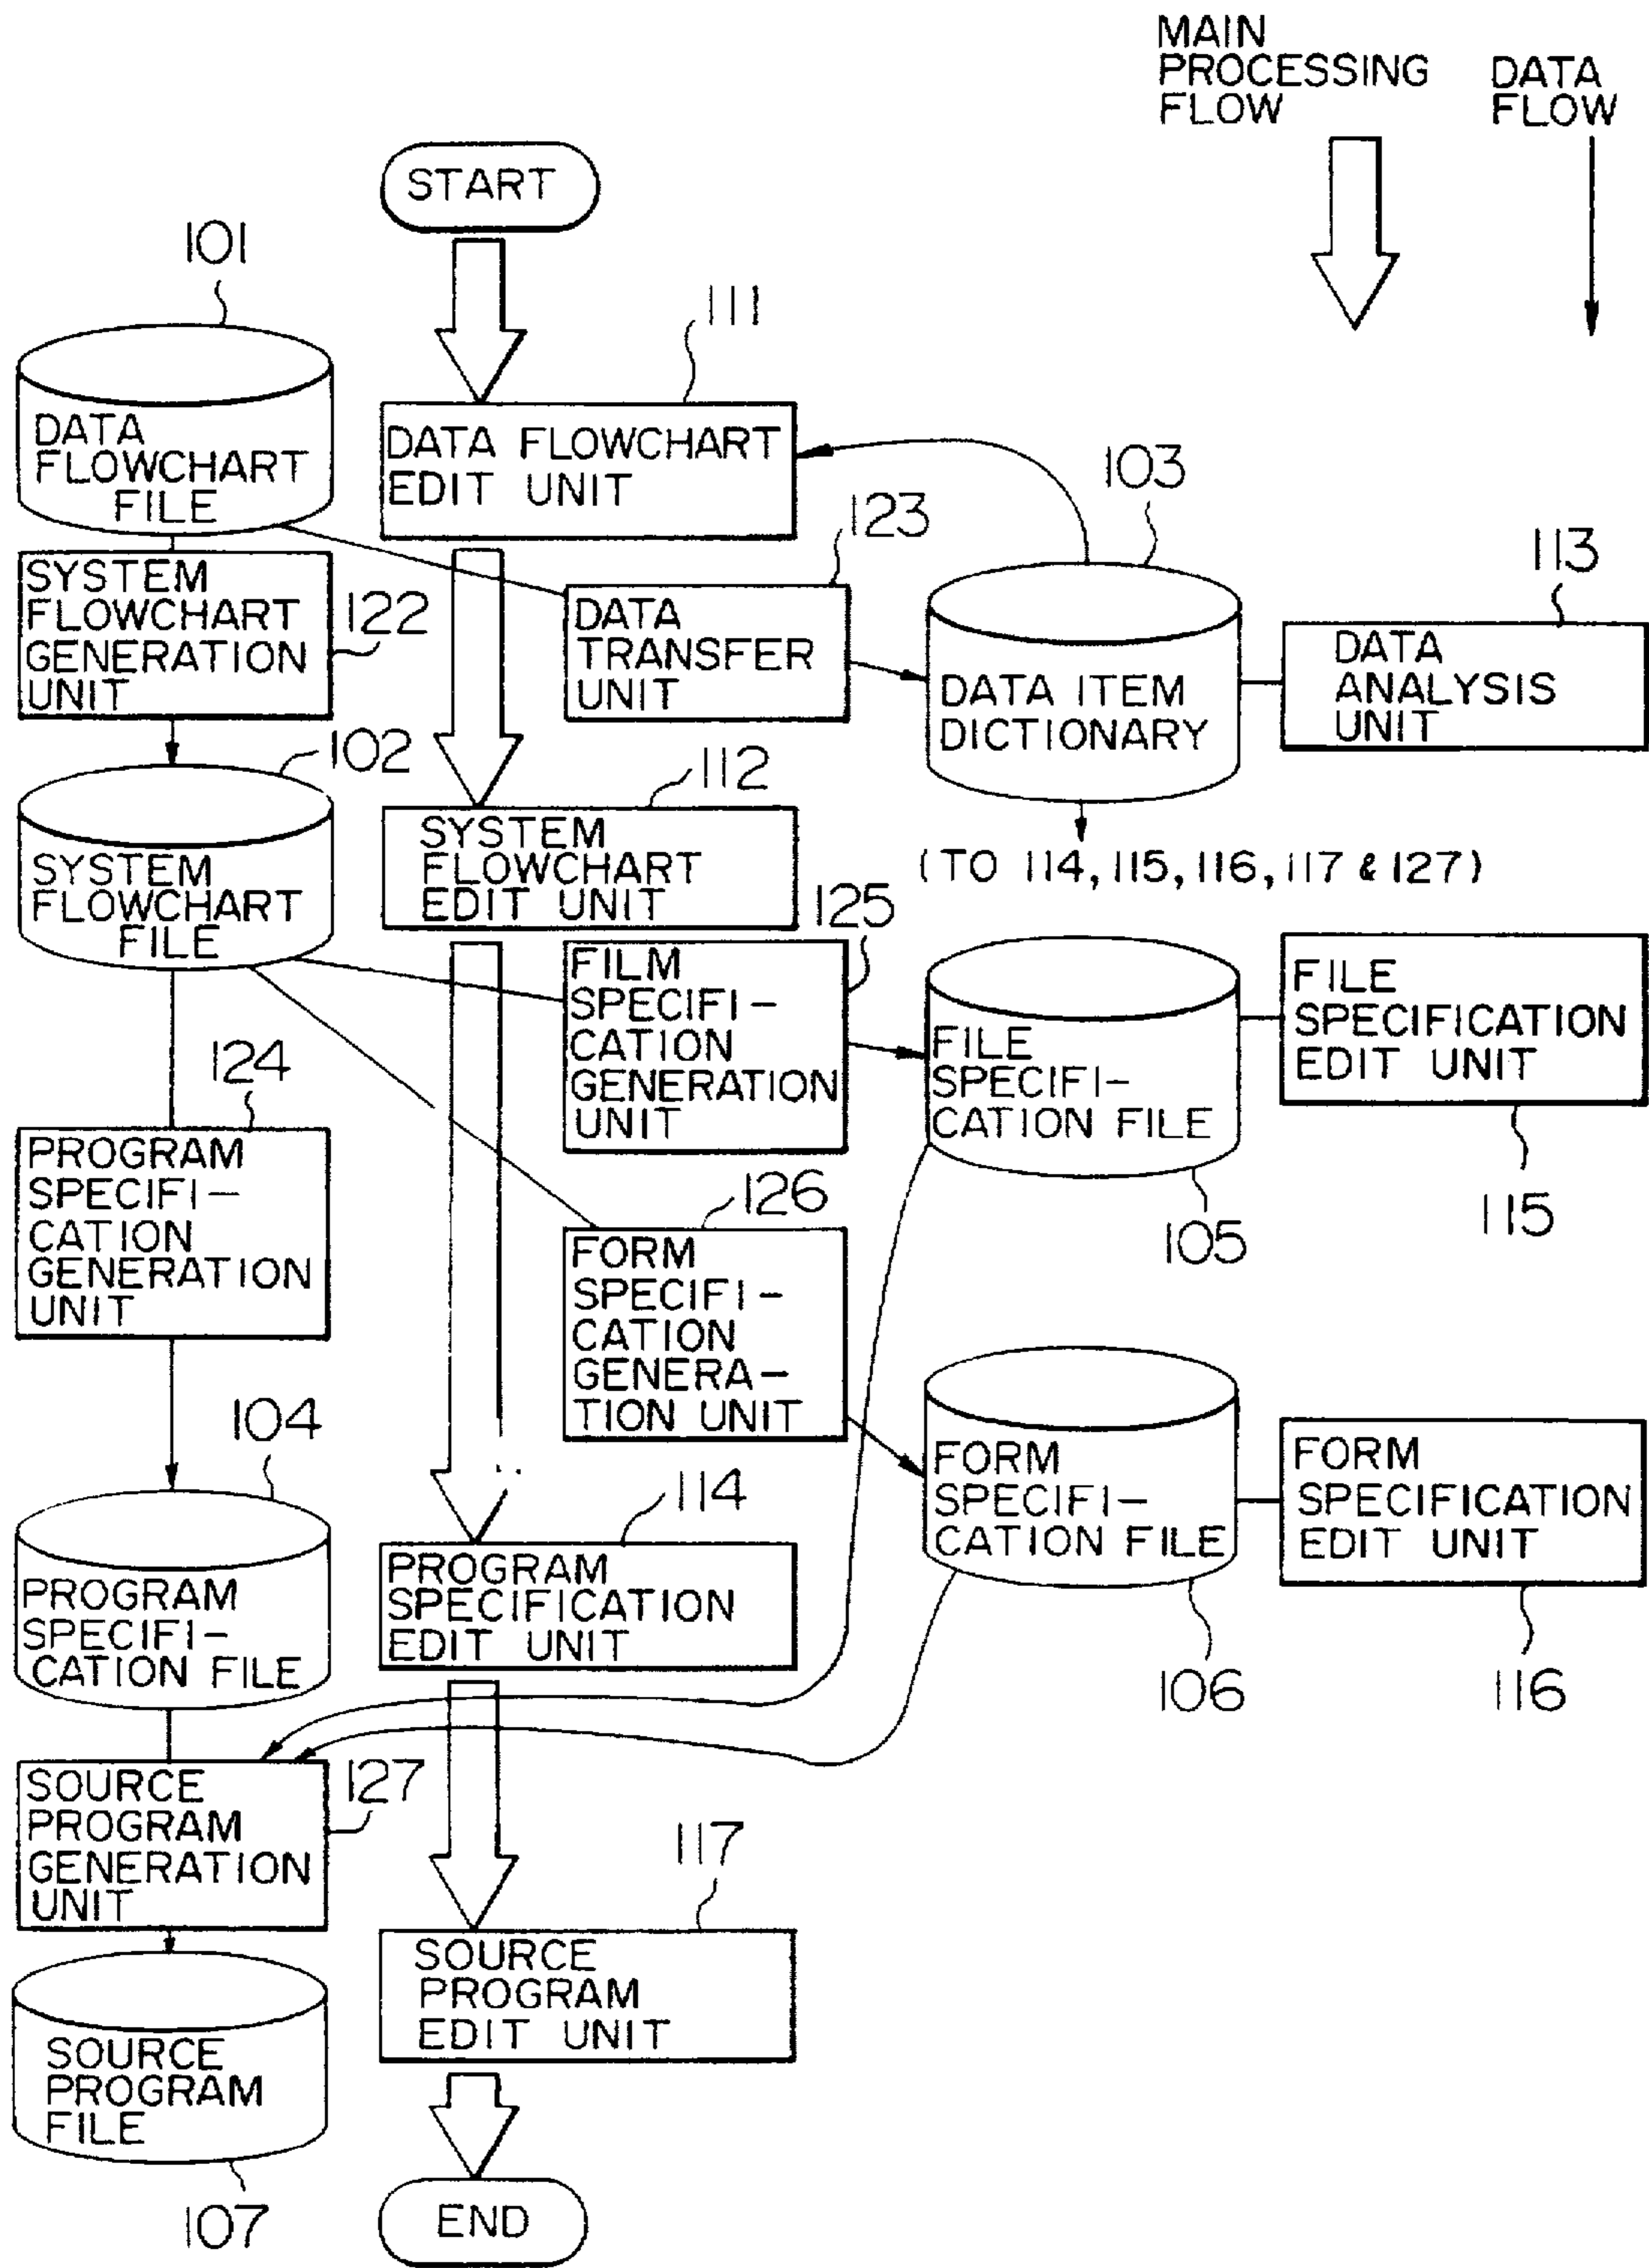 MAIN
PROCESSING
FLOW
DATA
FLOW
START
101
111
DATA
FLOWCHART
FILE
DATA FLOWCHART
EDIT UNIT
103
123
113
SYSTEM
FLOWCHART
GENERATION
UNIT
122
DATA
TRANSFER
UNIT
DATA ITEM
DICTIONARY
DATA
ANALYSIS
UNIT
102
112
SYSTEM
FLOWCHART
FILE
SYSTEM
FLOWCHART
EDIT UNIT
(TO 114, 115, 116, 117 & 127)
125
FILM
SPECIFI-
CATION
GENERATION
UNIT
FILE
SPECIFI-
CATION FILE
FILE
SPECIFICATION
EDIT UNIT
124
115
105
PROGRAM
SPECIFI-
CATION
GENERATION
UNIT
126
FORM
SPECIFI-
CATION
GENERA-
TION UNIT
104
114
FORM
SPECIFI-
CATION FILE
FORM
SPECIFICATION
EDIT UNIT
PROGRAM
SPECIFI-
CATION FILE
PROGRAM
SPECIFICATION
EDIT UNIT
106
116
SOURCE
PROGRAM
GENERATION
UNIT
127
117
SOURCE
PROGRAM
EDIT UNIT
SOURCE
PROGRAM
FILE
107
END